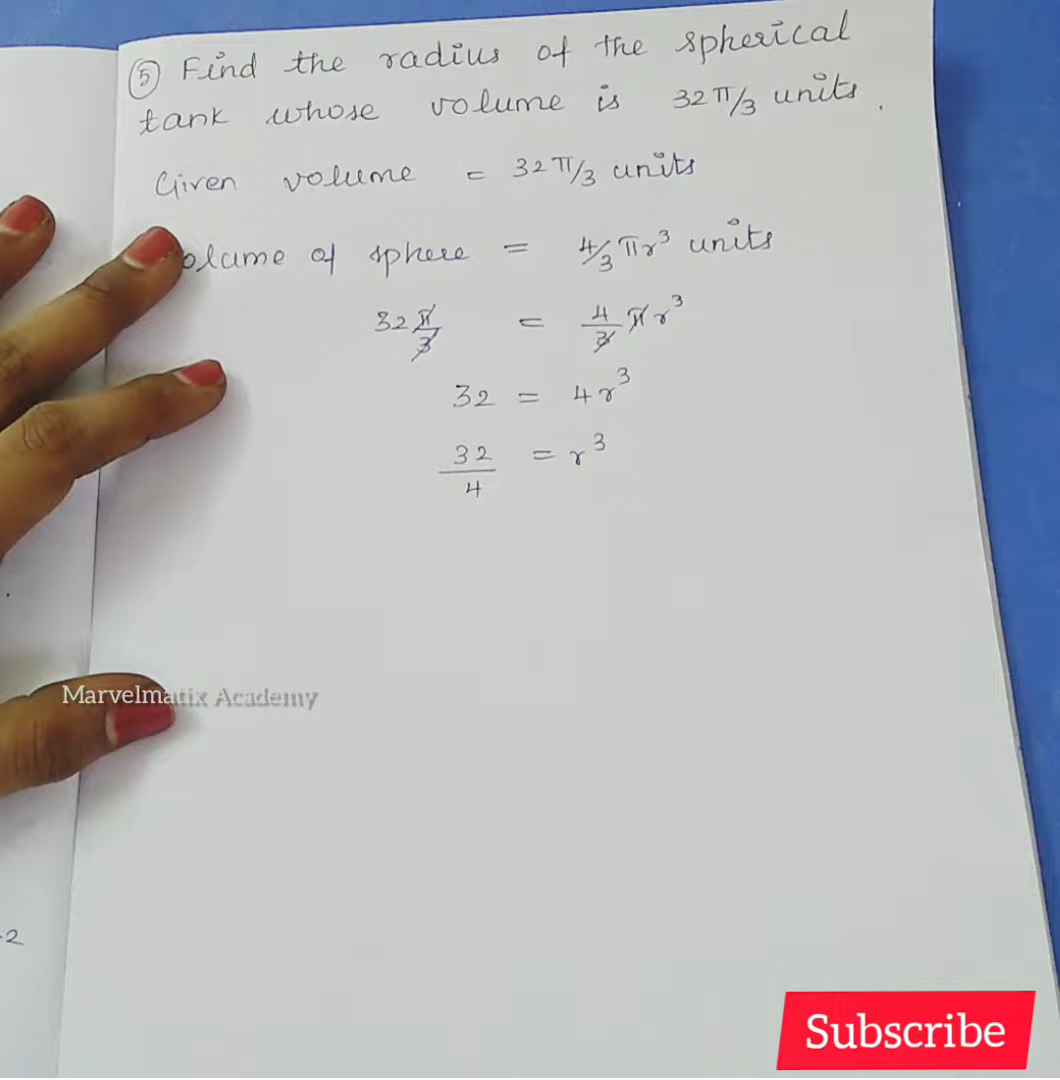 ⑤ Find the radius of the spherical
tank whose volume is 32π/3 units.
Given volume = 32π/3 units
olume of sphere = 4/3 πr³ units
32 π/3 = 4/3 πr³
32 = 4r³
32/4 = r³
Marvelmatix Academy
-2
Subscribe